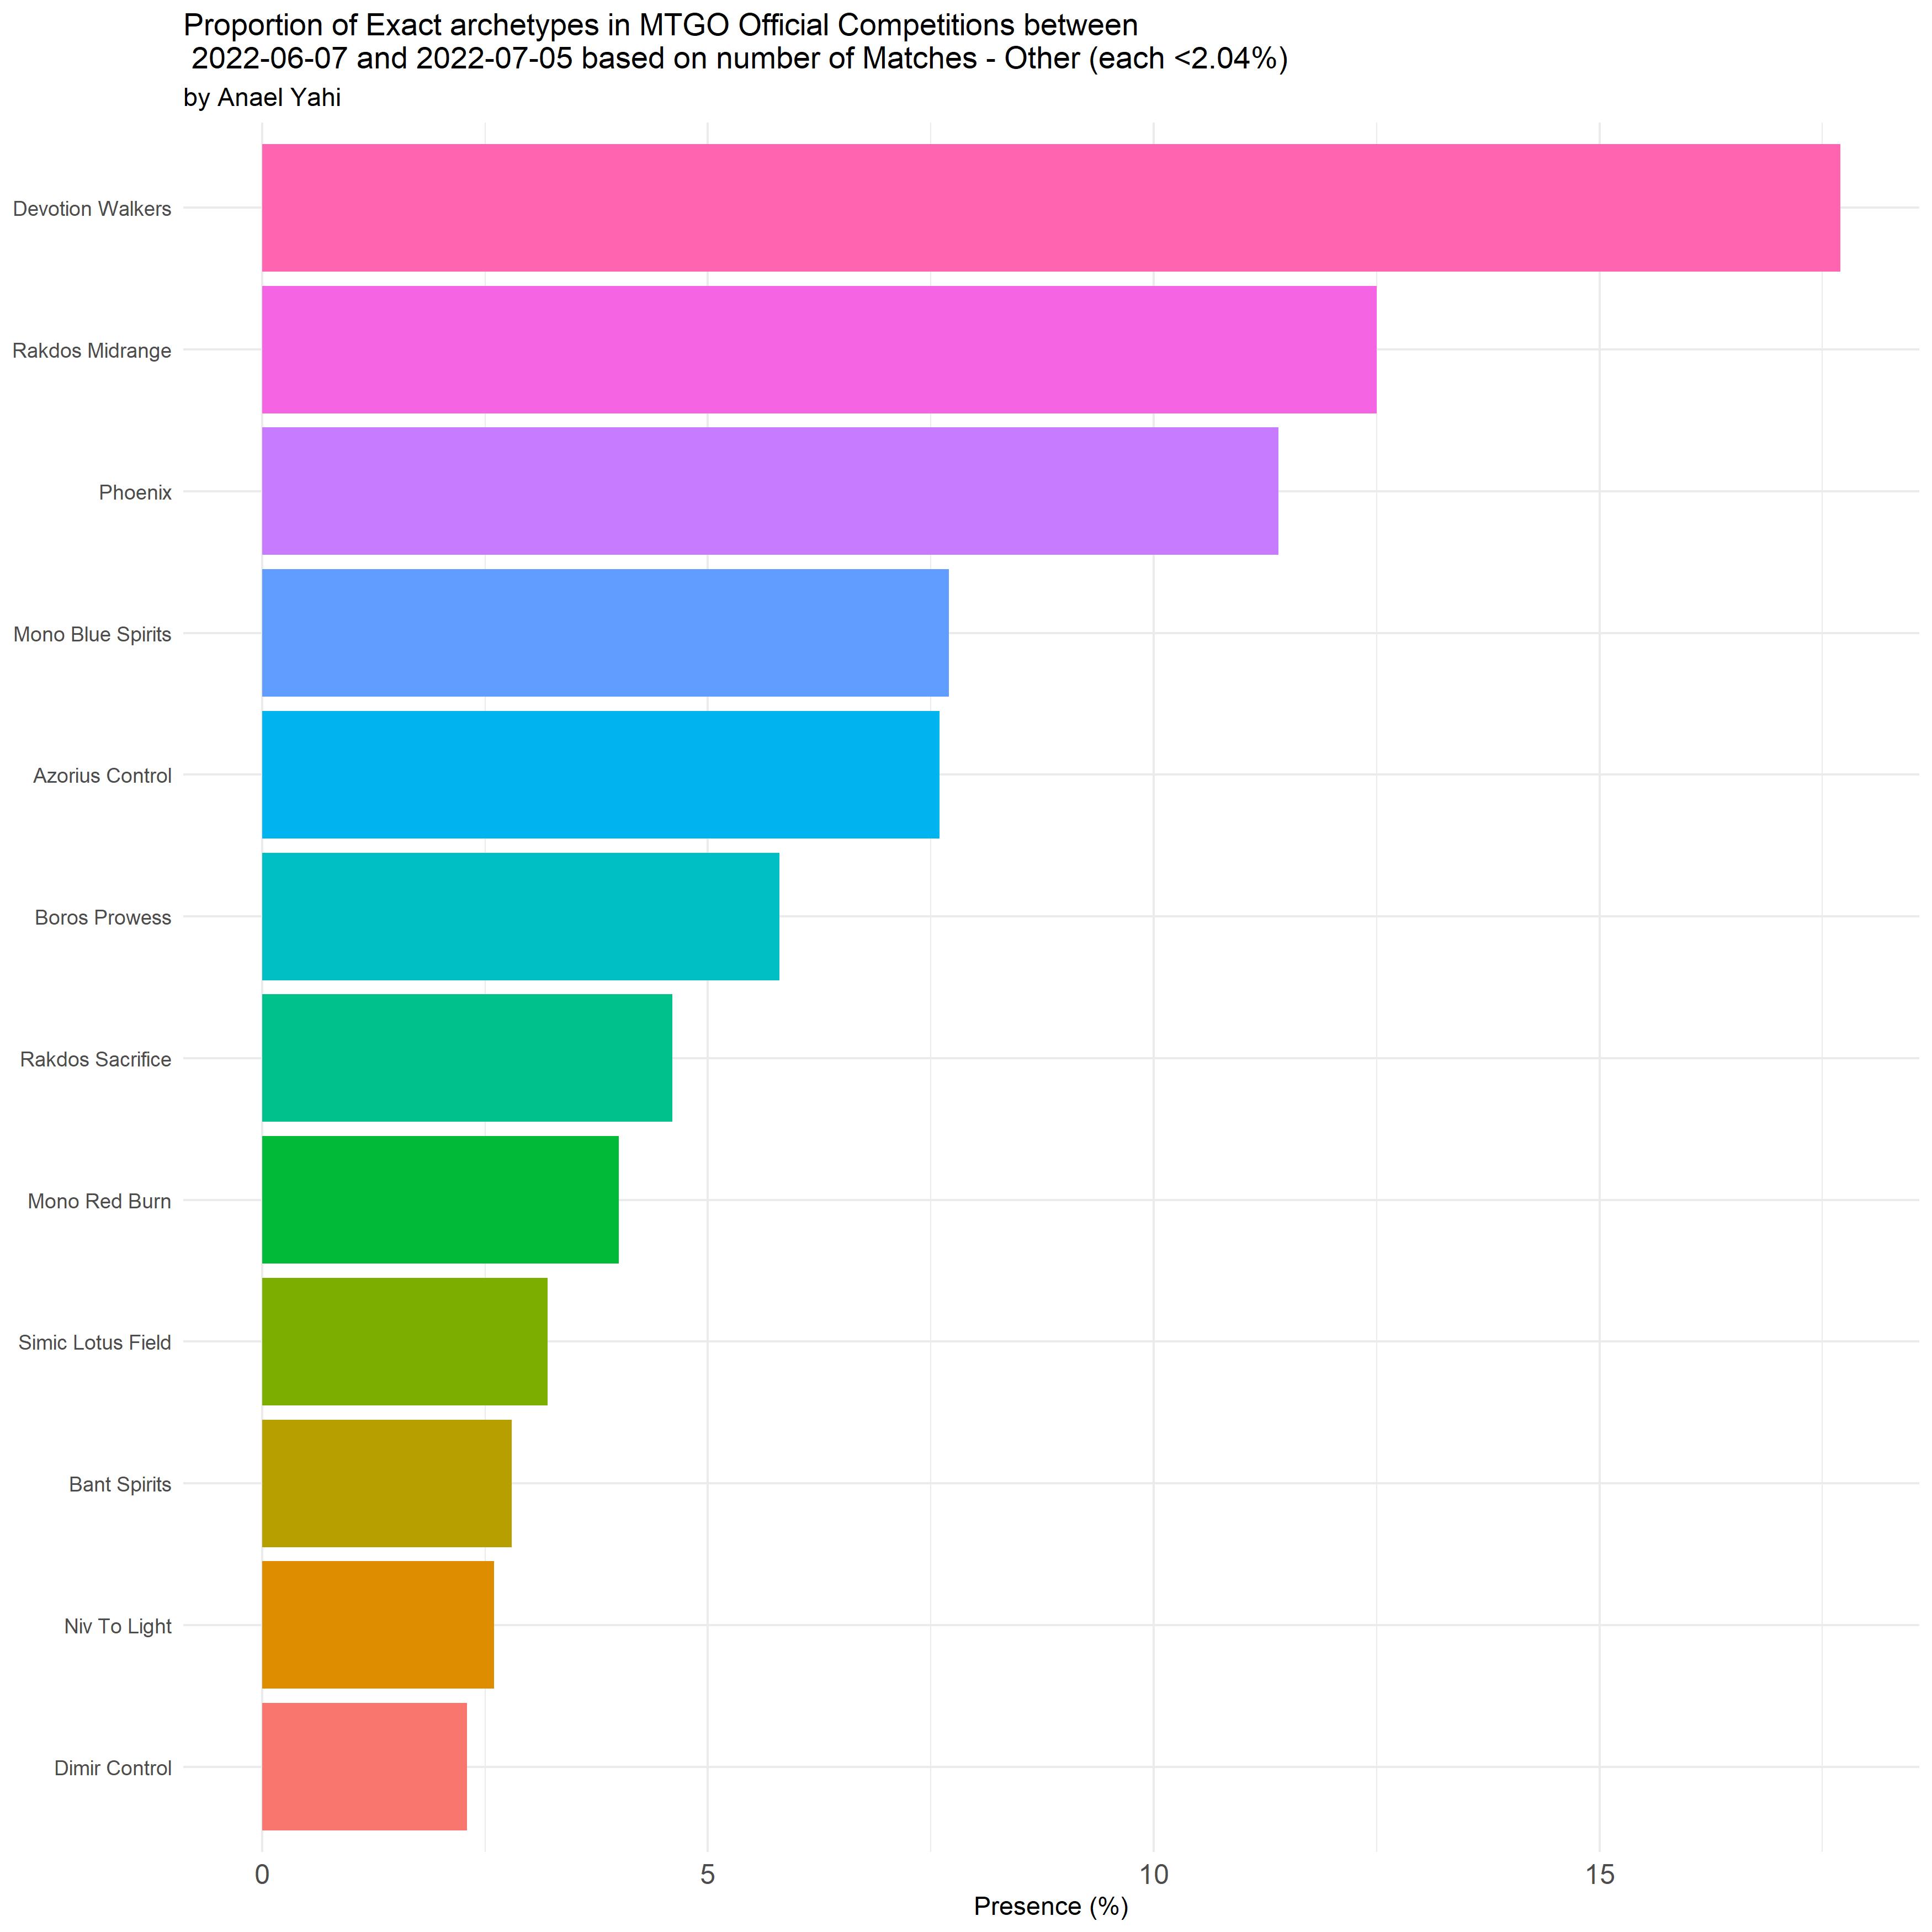 Proportion of Exact archetypes in MTGO Official Competitions between
2022-06-07 and 2022-07-05 based on number of Matches - Other (each <2.04%)
by Anael Yahi
Devotion Walkers
Rakdos Midrange
Phoenix
Mono Blue Spirits
Azorius Control
Boros Prowess
Rakdos Sacrifice
Mono Red Burn
Simic Lotus Field
Bant Spirits
Niv To Light
Dimir Control
0 5 10 15
Presence (%)